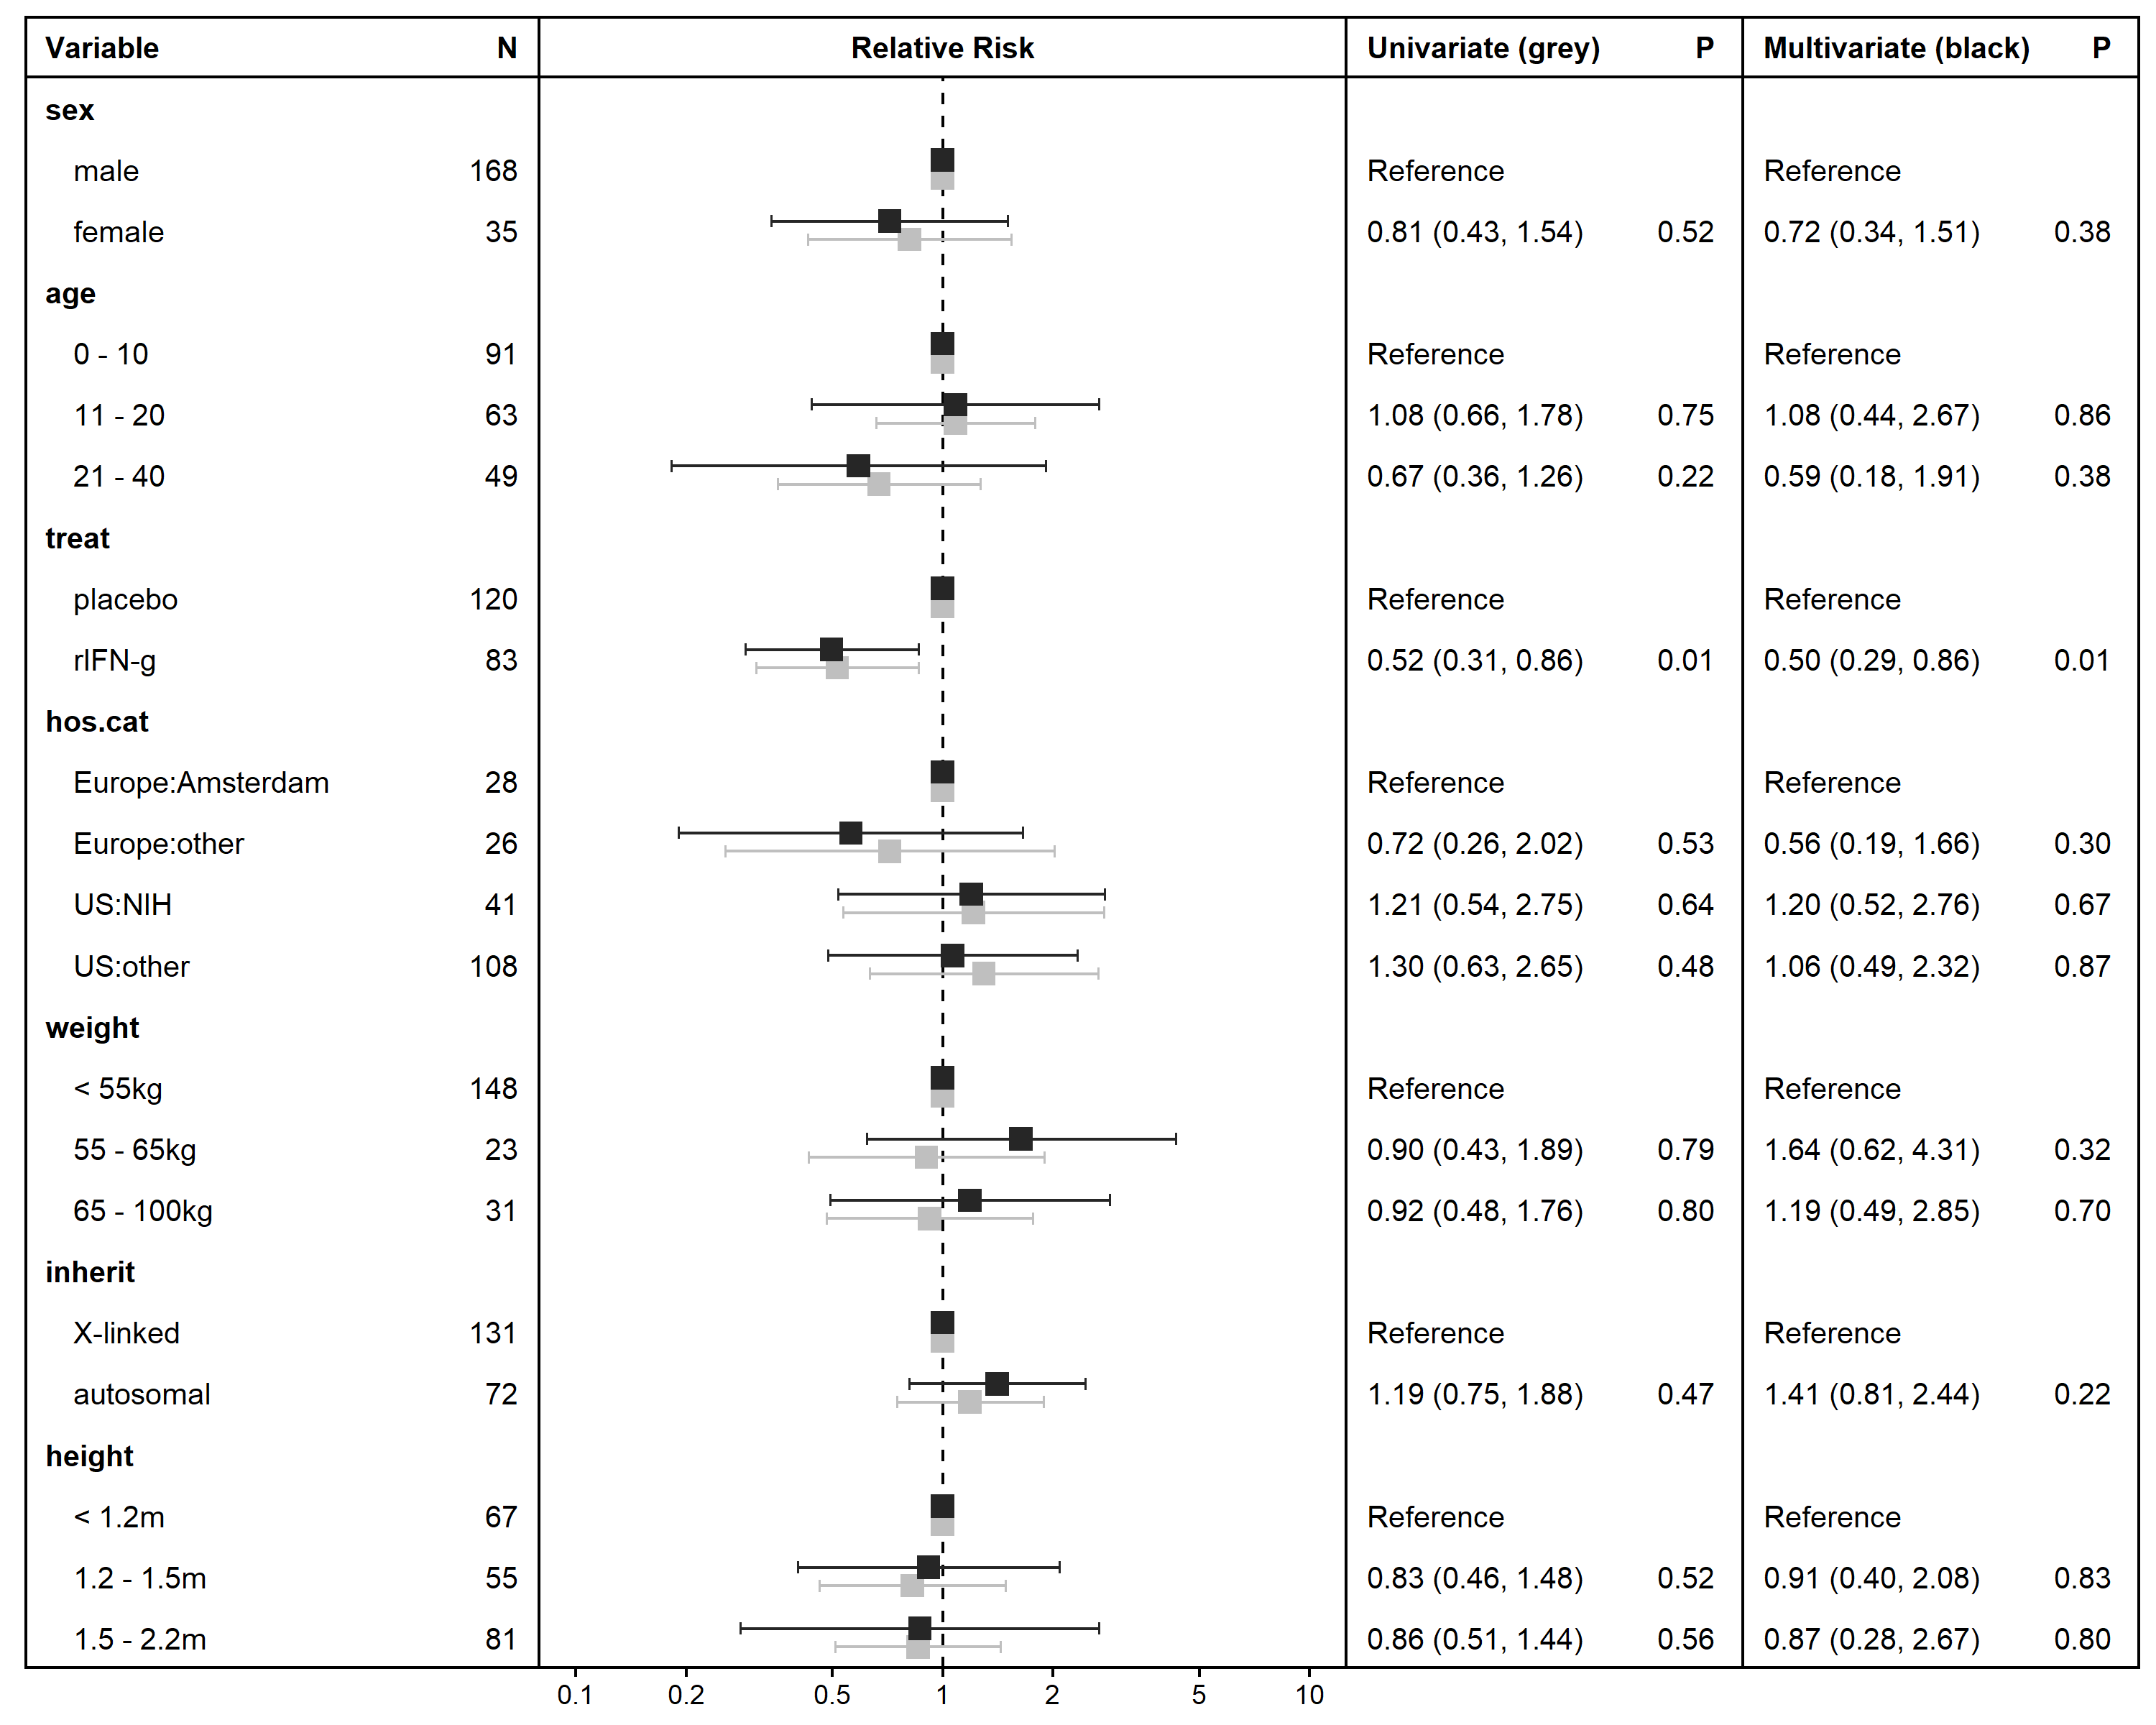 Variable N Relative Risk Univariate (grey) P Multivariate (black) P
sex
male 168 Reference Reference
female 35 0.81 (0.43, 1.54) 0.52 0.72 (0.34, 1.51) 0.38
age
0 - 10 91 Reference Reference
11 - 20 63 1.08 (0.66, 1.78) 0.75 1.08 (0.44, 2.67) 0.86
21 - 40 49 0.67 (0.36, 1.26) 0.22 0.59 (0.18, 1.91) 0.38
treat
placebo 120 Reference Reference
rIFN-g 83 0.52 (0.31, 0.86) 0.01 0.50 (0.29, 0.86) 0.01
hos.cat
Europe:Amsterdam 28 Reference Reference
Europe:other 26 0.72 (0.26, 2.02) 0.53 0.56 (0.19, 1.66) 0.30
US:NIH 41 1.21 (0.54, 2.75) 0.64 1.20 (0.52, 2.76) 0.67
US:other 108 1.30 (0.63, 2.65) 0.48 1.06 (0.49, 2.32) 0.87
weight
< 55kg 148 Reference Reference
55 - 65kg 23 0.90 (0.43, 1.89) 0.79 1.64 (0.62, 4.31) 0.32
65 - 100kg 31 0.92 (0.48, 1.76) 0.80 1.19 (0.49, 2.85) 0.70
inherit
X-linked 131 Reference Reference
autosomal 72 1.19 (0.75, 1.88) 0.47 1.41 (0.81, 2.44) 0.22
height
< 1.2m 67 Reference Reference
1.2 - 1.5m 55 0.83 (0.46, 1.48) 0.52 0.91 (0.40, 2.08) 0.83
1.5 - 2.2m 81 0.86 (0.51, 1.44) 0.56 0.87 (0.28, 2.67) 0.80
0.1 0.2 0.5 1 2 5 10